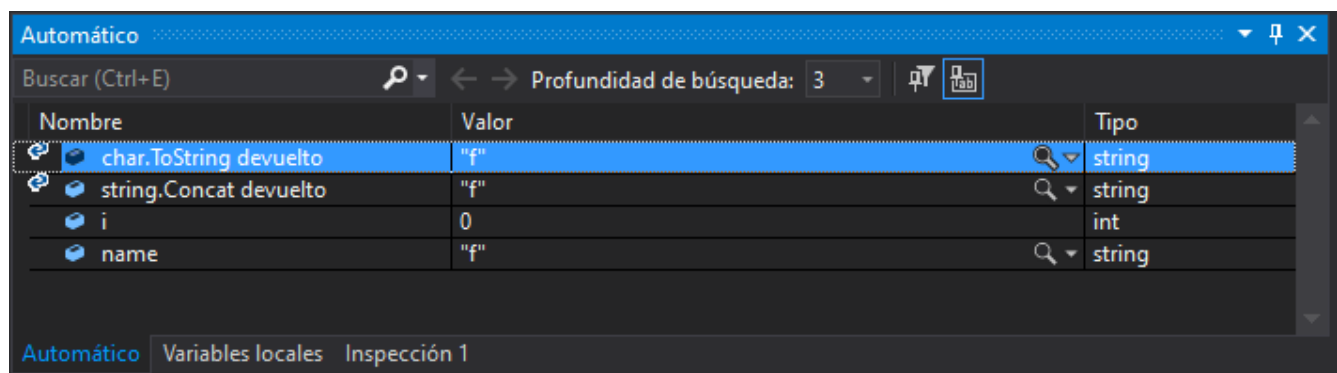 Automático
Buscar (Ctrl+E) Profundidad de búsqueda: 3
Nombre Valor Tipo
char.ToString devuelto "f" string
string.Concat devuelto "f" string
i 0 int
name "f" string
Automático Variables locales Inspección 1